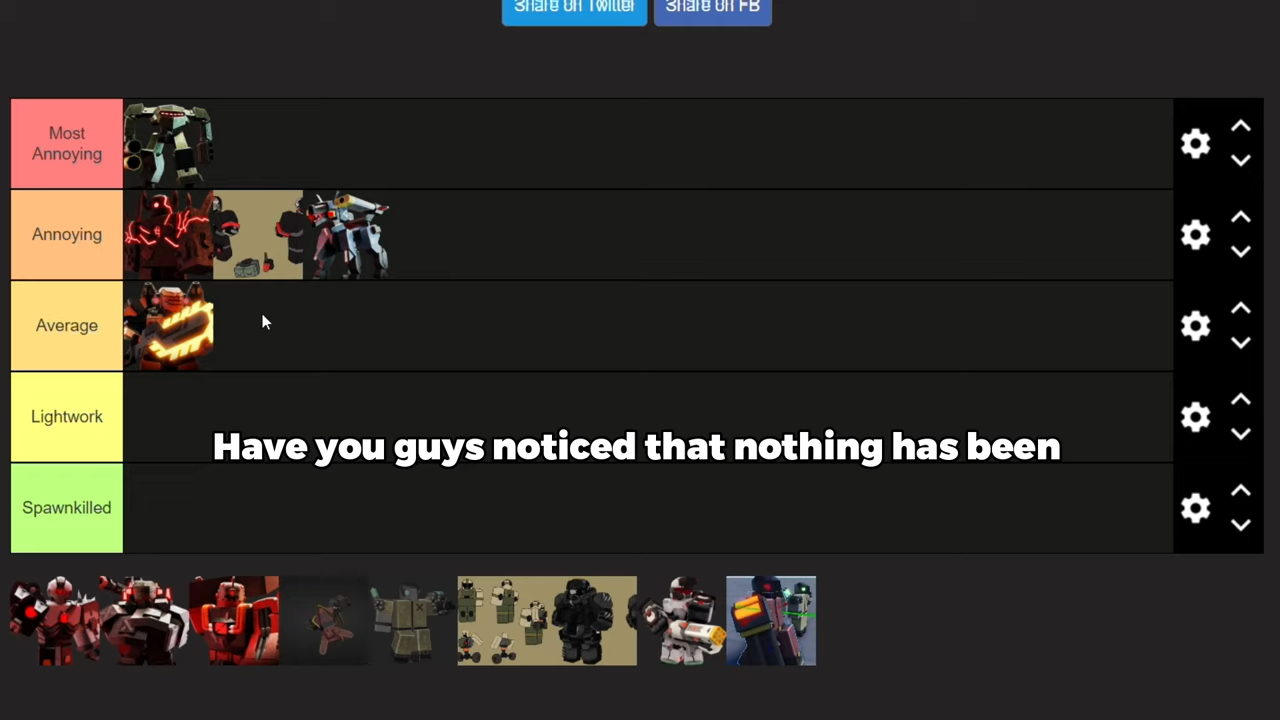 Share on Twitter
Share on FB
Most
Annoying
Annoying
Average
Lightwork
Have you guys noticed that nothing has been
Spawnkilled